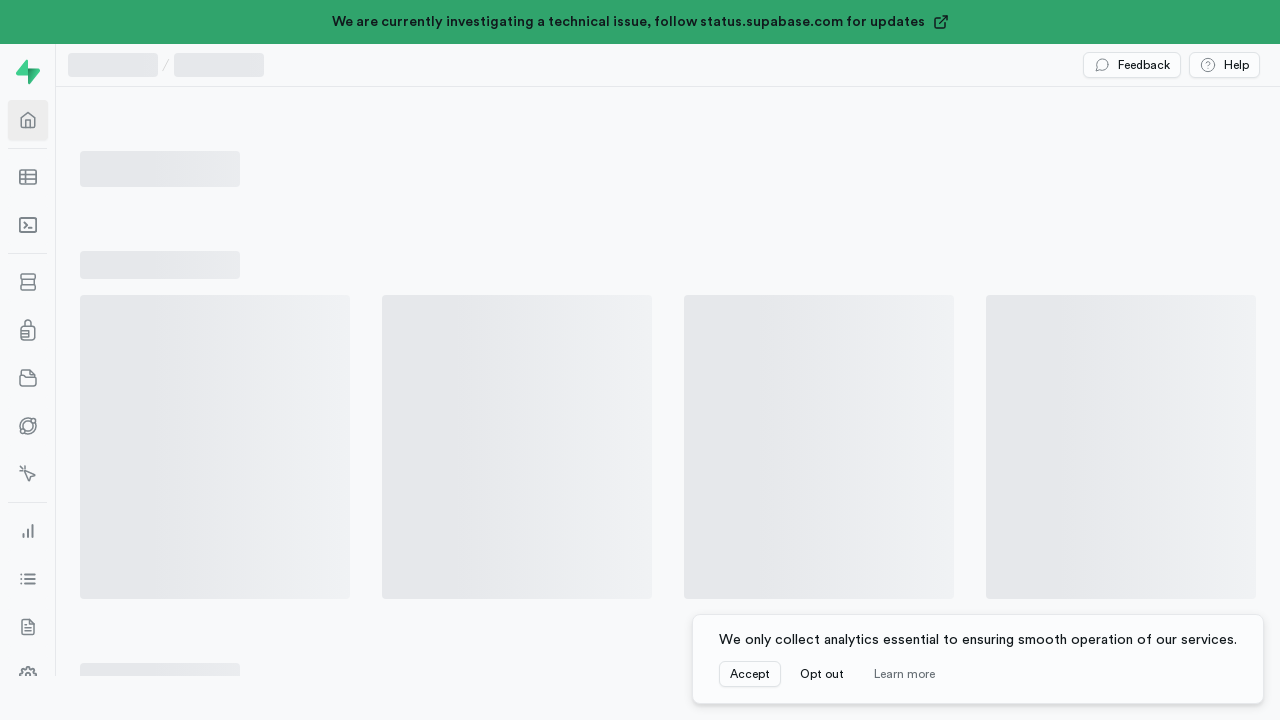 We are currently investigating a technical issue, follow status.supabase.com for updates
/
Feedback
Help
We only collect analytics essential to ensuring smooth operation of our services.
Accept
Opt out
Learn more